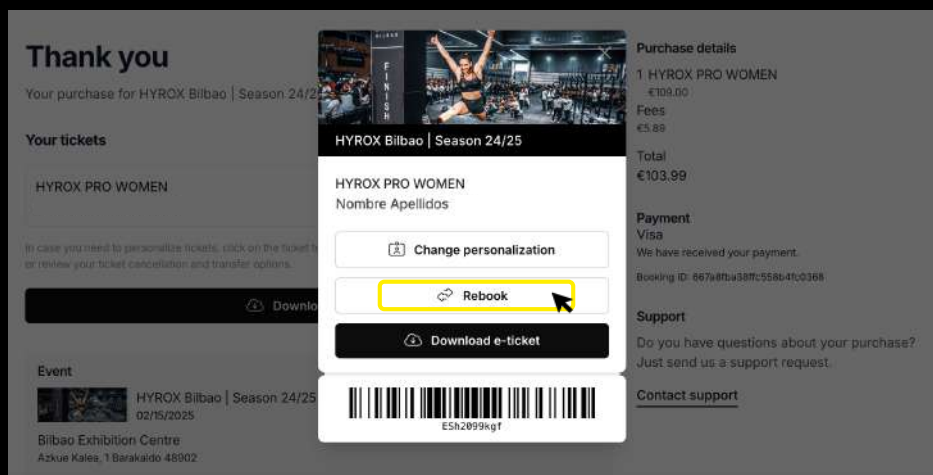 Thank you
Your purchase for HYROX Bilbao | Season 24/2
Your tickets
HYROX PRO WOMEN
In case you need to personalize tickets, click on the ticket
or review your ticket cancellation and transfer options.
Downlo
Event
HYROX Bilbao | Season 24/25
02/15/2025
Bilbao Exhibition Centre
Azkue Kalea, 1 Barakaldo 48902
BILBAO
FINISH
HYROX Bilbao | Season 24/25
HYROX PRO WOMEN
Nombre Apellidos
Change personalization
Rebook
Download e-ticket
ESh2099kgf
Purchase details
1 HYROX PRO WOMEN
€109.00
Fees
€5.89
Total
€103.99
Payment
Visa
We have received your payment.
Booking ID: 667a8fba38ffc558b4fc0368
Support
Do you have questions about your purchase?
Just send us a support request.
Contact support